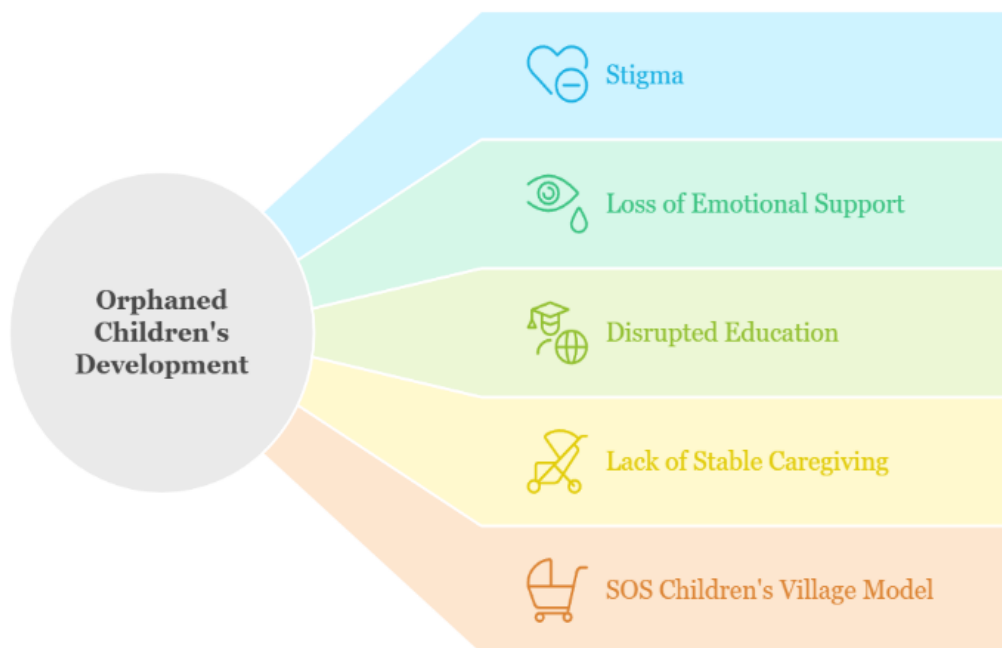 Stigma
Loss of Emotional Support
Orphaned
Children's
Development
Disrupted Education
Lack of Stable Caregiving
SOS Children's Village Model